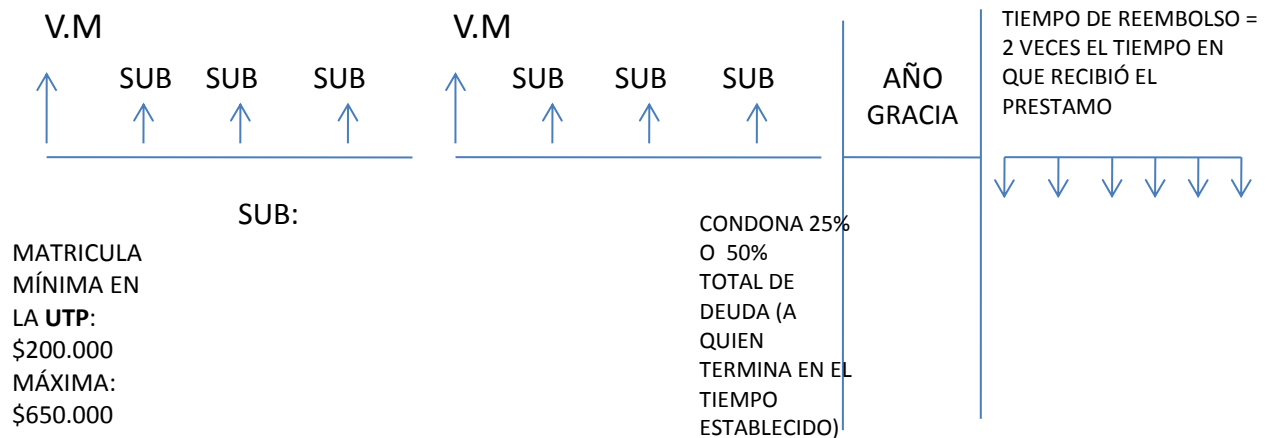 V.M
SUB SUB SUB
V.M
SUB SUB SUB
AÑO
GRACIA
TIEMPO DE REEMBOLSO =
2 VECES EL TIEMPO EN
QUE RECIBIÓ EL
PRESTAMO
SUB:
MATRICULA
MÍNIMA EN
LA UTP:
$200.000
MÁXIMA:
$650.000
CONDONA 25%
O 50%
TOTAL DE
DEUDA (A
QUIEN
TERMINA EN EL
TIEMPO
ESTABLECIDO)